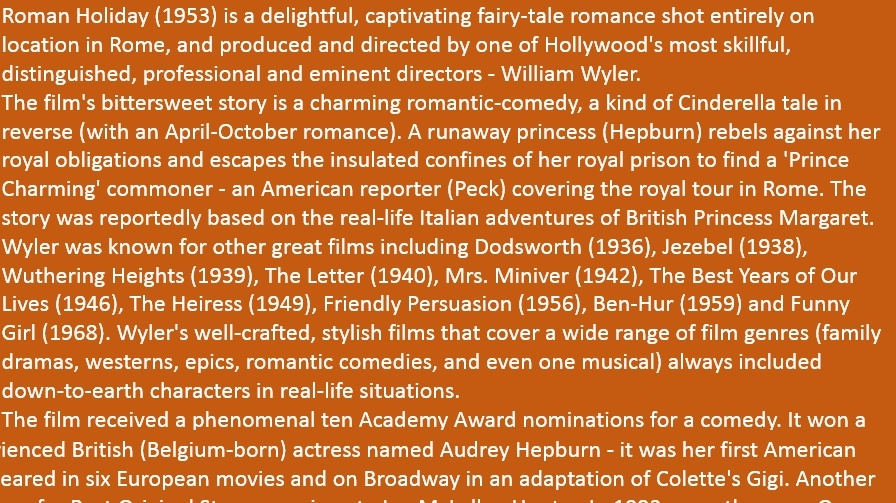 Roman Holiday (1953) is a delightful, captivating fairy-tale romance shot entirely on
location in Rome, and produced and directed by one of Hollywood's most skillful,
distinguished, professional and eminent directors - William Wyler.
The film's bittersweet story is a charming romantic-comedy, a kind of Cinderella tale in
reverse (with an April-October romance). A runaway princess (Hepburn) rebels against her
royal obligations and escapes the insulated confines of her royal prison to find a 'Prince
Charming' commoner - an American reporter (Peck) covering the royal tour in Rome. The
story was reportedly based on the real-life Italian adventures of British Princess Margaret.
Wyler was known for other great films including Dodsworth (1936), Jezebel (1938),
Wuthering Heights (1939), The Letter (1940), Mrs. Miniver (1942), The Best Years of Our
Lives (1946), The Heiress (1949), Friendly Persuasion (1956), Ben-Hur (1959) and Funny
Girl (1968). Wyler's well-crafted, stylish films that cover a wide range of film genres (family
dramas, westerns, epics, romantic comedies, and even one musical) always included
down-to-earth characters in real-life situations.
The film received a phenomenal ten Academy Award nominations for a comedy. It won a
ienced British (Belgium-born) actress named Audrey Hepburn - it was her first American
eared in six European movies and on Broadway in an adaptation of Colette's Gigi. Another